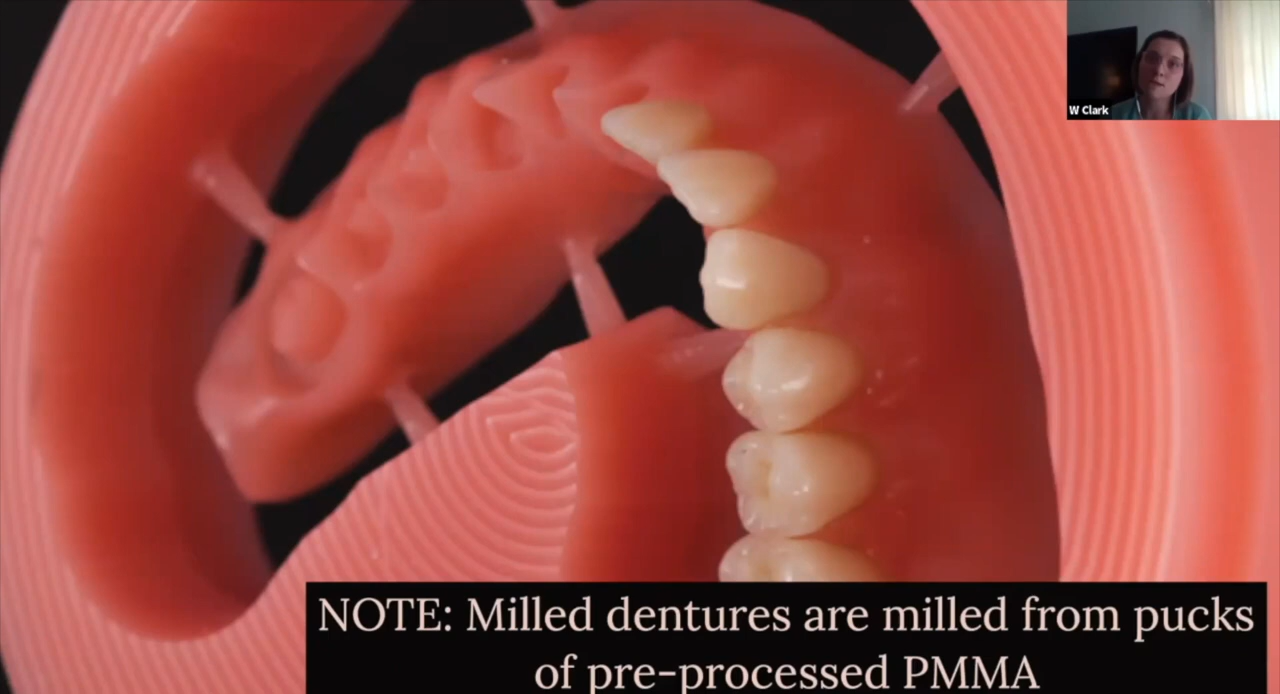 W Clark
NOTE: Milled dentures are milled from pucks
of pre-processed PMMA